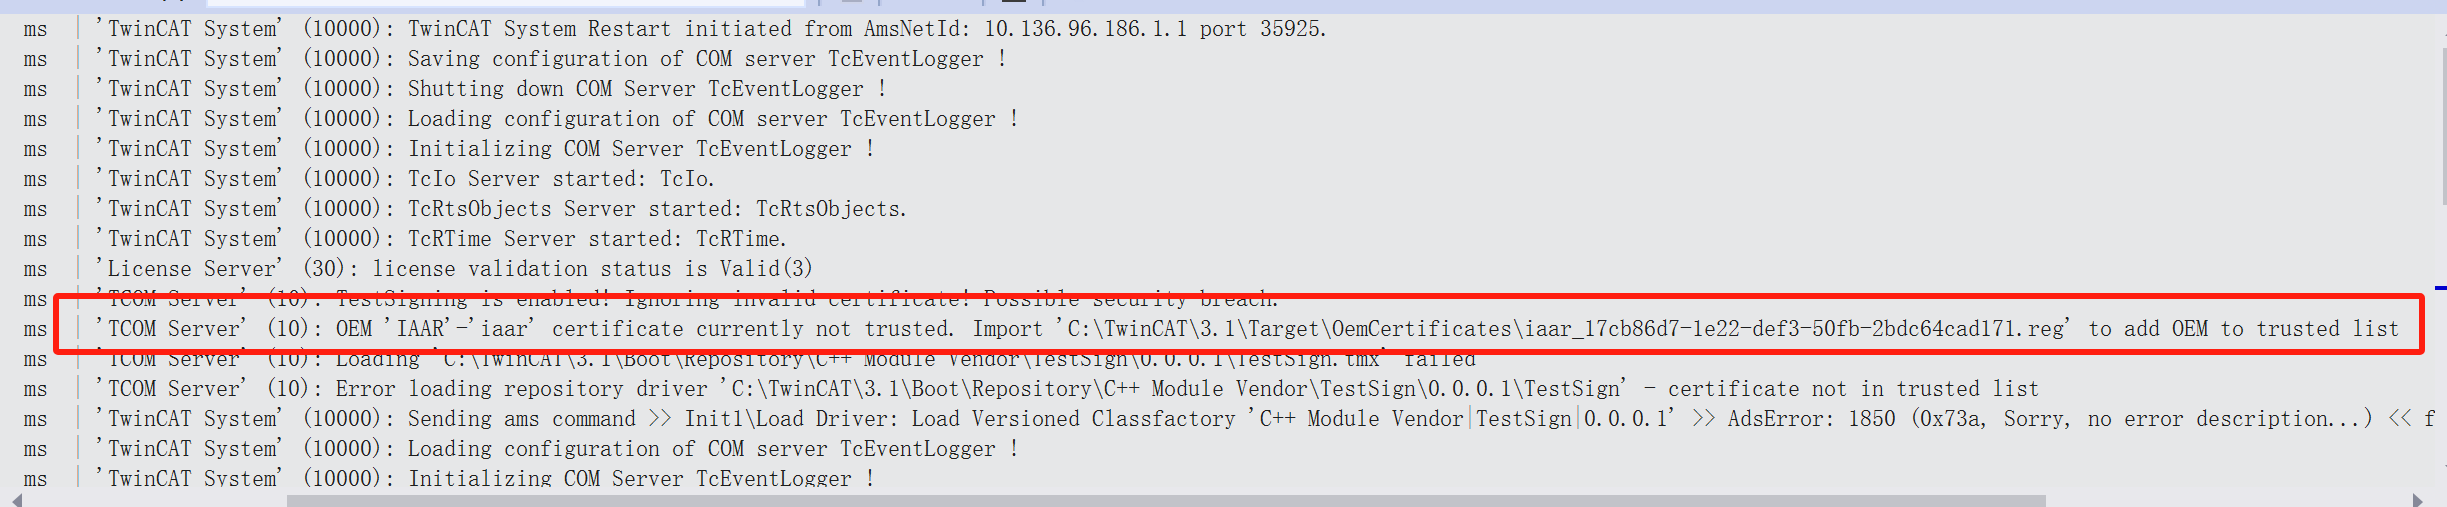 ms 'TwinCAT System' (10000): TwinCAT System Restart initiated from AmsNetId: 10.136.96.186.1.1 port 35925.
ms 'TwinCAT System' (10000): Saving configuration of COM server TcEventLogger !
ms 'TwinCAT System' (10000): Shutting down COM Server TcEventLogger !
ms 'TwinCAT System' (10000): Loading configuration of COM server TcEventLogger !
ms 'TwinCAT System' (10000): Initializing COM Server TcEventLogger !
ms 'TwinCAT System' (10000): TcIo Server started: TcIo.
ms 'TwinCAT System' (10000): TcRtsObjects Server started: TcRtsObjects.
ms 'TwinCAT System' (10000): TcRTime Server started: TcRTime.
ms 'License Server' (30): license validation status is Valid(3)
ms 'TCOM Server' (10): TestSigning is enabled! Ignoring invalid certificate! Possible security breach.
ms 'TCOM Server' (10): OEM 'IAAR'-'iaar' certificate currently not trusted. Import 'C:\TwinCAT\3.1\Target\OemCertificates\iaar_17cb86d7-1e22-def3-50fb-2bdc64cad171.reg' to add OEM to trusted list
ms 'TCOM Server' (10): Loading 'C:\TwinCAT\3.1\Boot\Repository\C++ Module Vendor\TestSign\0.0.0.1\TestSign.tmx' failed
ms 'TCOM Server' (10): Error loading repository driver 'C:\TwinCAT\3.1\Boot\Repository\C++ Module Vendor\TestSign\0.0.0.1\TestSign' - certificate not in trusted list
ms 'TwinCAT System' (10000): Sending ams command >> Init1\Load Driver: Load Versioned Classfactory 'C++ Module Vendor|TestSign|0.0.0.1' >> AdsError: 1850 (0x73a, Sorry, no error description...) << f
ms 'TwinCAT System' (10000): Loading configuration of COM server TcEventLogger !
ms 'TwinCAT System' (10000): Initializing COM Server TcEventLogger !